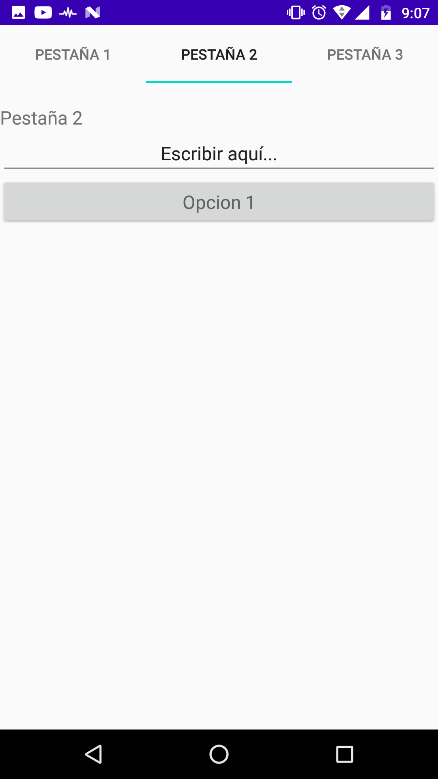 9:07
PESTAÑA 1 PESTAÑA 2 PESTAÑA 3
Pestaña 2
Escribir aquí...
Opcion 1